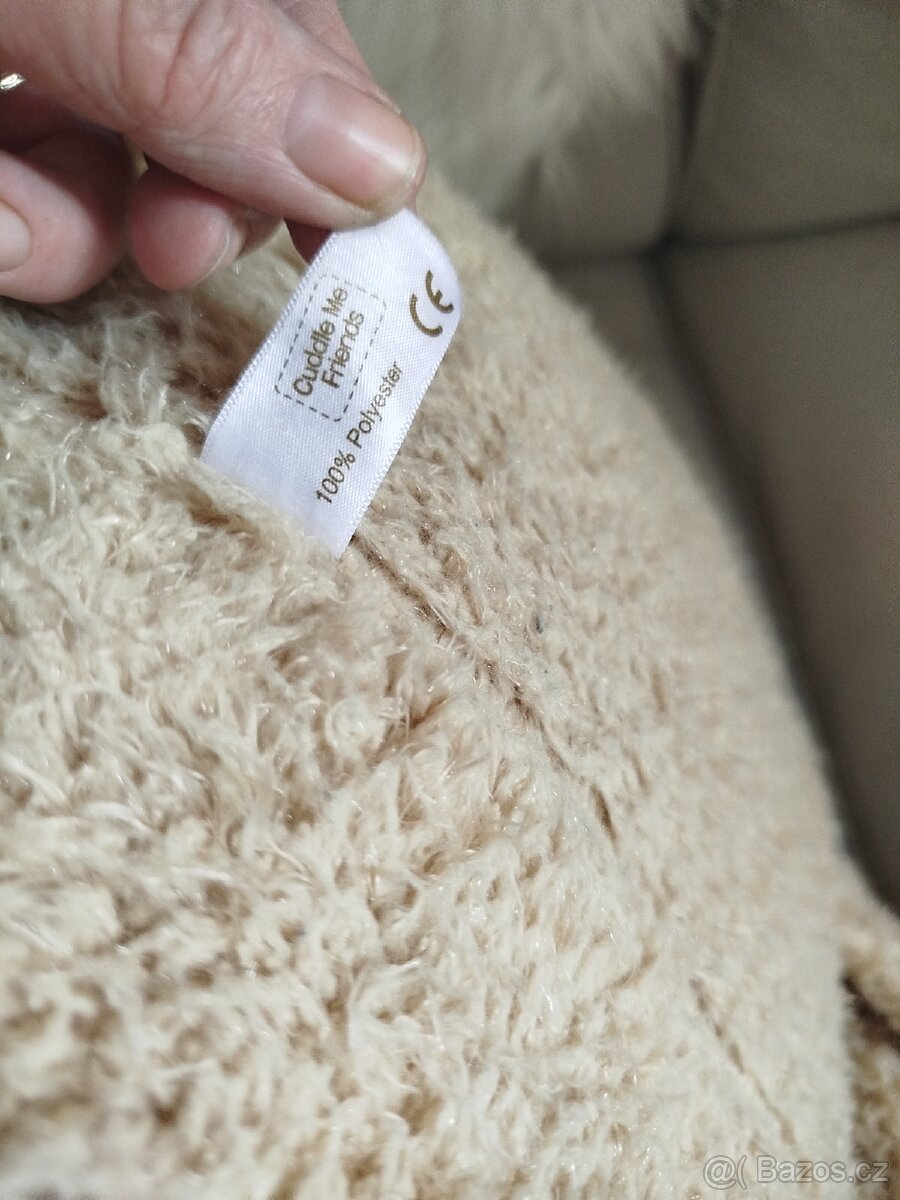 Cuddle Me
Friends
100% Polyester
CE
@( Bazos.cz